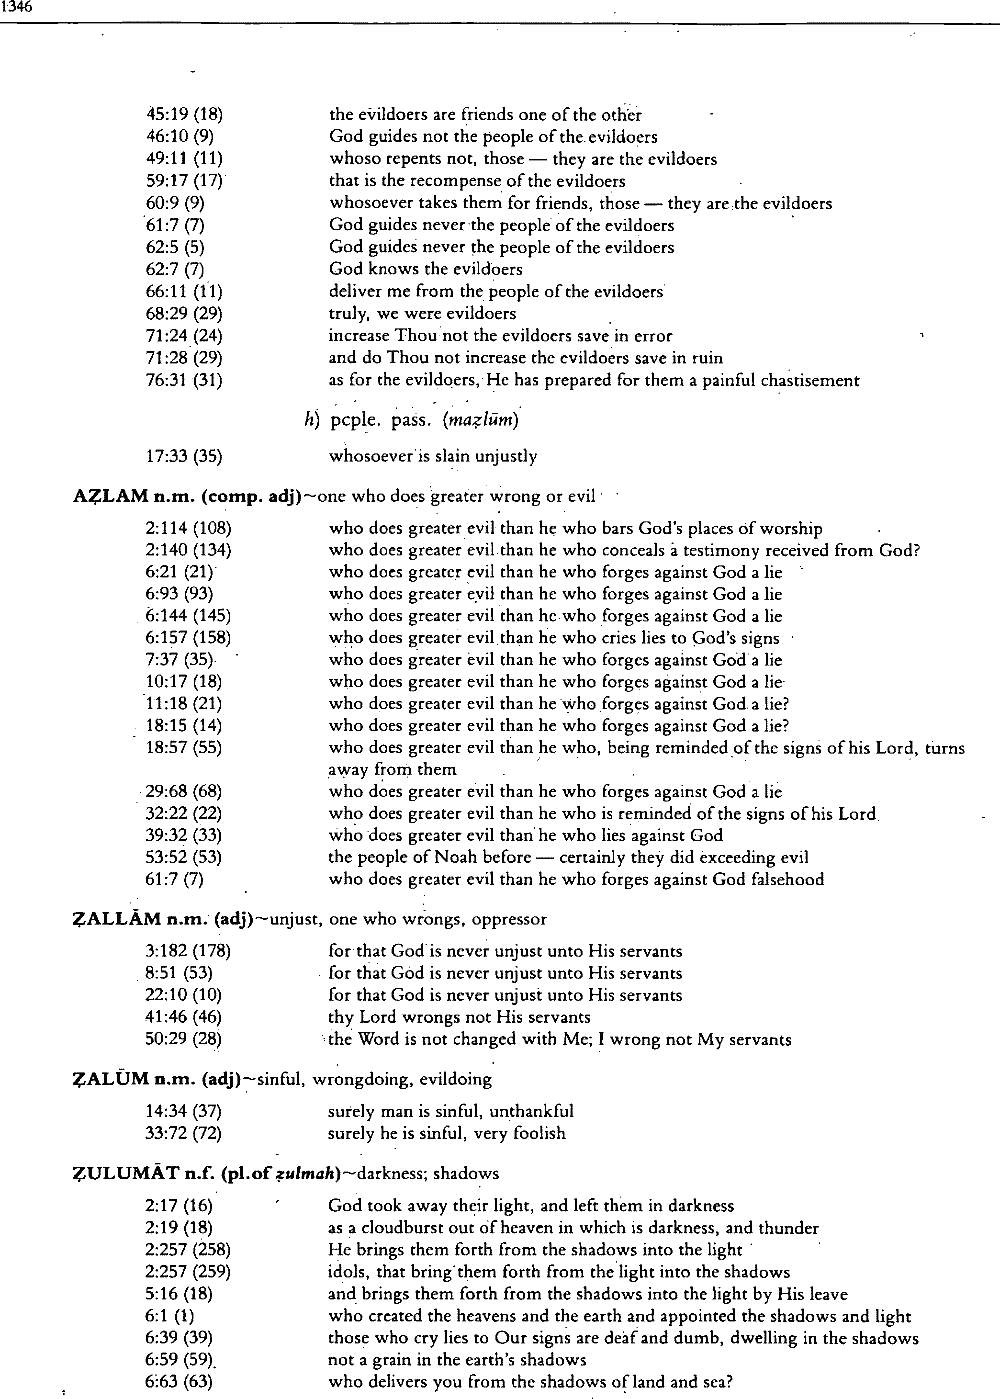 1346
45:19 (18) the evildoers are friends one of the other
46:10 (9) God guides not the people of the evildoers
49:11 (11) whoso repents not, those — they are the evildoers
59:17 (17) that is the recompense of the evildoers
60:9 (9) whosoever takes them for friends, those — they are the evildoers
61:7 (7) God guides never the people of the evildoers
62:5 (5) God guides never the people of the evildoers
62:7 (7) God knows the evildoers
66:11 (11) deliver me from the people of the evildoers
68:29 (29) truly, we were evildoers
71:24 (24) increase Thou not the evildoers save in error
71:28 (29) and do Thou not increase the evildoers save in ruin
76:31 (31) as for the evildoers, He has prepared for them a painful chastisement
h) pcple. pass. (maẓlūm)
17:33 (35) whosoever is slain unjustly
AẒLAM n.m. (comp. adj)~one who does greater wrong or evil
2:114 (108) who does greater evil than he who bars God's places of worship
2:140 (134) who does greater evil than he who conceals a testimony received from God?
6:21 (21) who does greater evil than he who forges against God a lie
6:93 (93) who does greater evil than he who forges against God a lie
6:144 (145) who does greater evil than he who forges against God a lie
6:157 (158) who does greater evil than he who cries lies to God's signs
7:37 (35) who does greater evil than he who forges against God a lie
10:17 (18) who does greater evil than he who forges against God a lie
11:18 (21) who does greater evil than he who forges against God a lie?
18:15 (14) who does greater evil than he who forges against God a lie?
18:57 (55) who does greater evil than he who, being reminded of the signs of his Lord, turns
away from them
29:68 (68) who does greater evil than he who forges against God a lie
32:22 (22) who does greater evil than he who is reminded of the signs of his Lord
39:32 (33) who does greater evil than he who lies against God
53:52 (53) the people of Noah before — certainly they did exceeding evil
61:7 (7) who does greater evil than he who forges against God falsehood
ẒALLĀM n.m. (adj)~unjust, one who wrongs, oppressor
3:182 (178) for that God is never unjust unto His servants
8:51 (53) for that God is never unjust unto His servants
22:10 (10) for that God is never unjust unto His servants
41:46 (46) thy Lord wrongs not His servants
50:29 (28) the Word is not changed with Me; I wrong not My servants
ẒALŪM n.m. (adj)~sinful, wrongdoing, evildoing
14:34 (37) surely man is sinful, unthankful
33:72 (72) surely he is sinful, very foolish
ẒULUMĀT n.f. (pl.of ẓulmah)~darkness; shadows
2:17 (16) God took away their light, and left them in darkness
2:19 (18) as a cloudburst out of heaven in which is darkness, and thunder
2:257 (258) He brings them forth from the shadows into the light
2:257 (259) idols, that bring them forth from the light into the shadows
5:16 (18) and brings them forth from the shadows into the light by His leave
6:1 (1) who created the heavens and the earth and appointed the shadows and light
6:39 (39) those who cry lies to Our signs are deaf and dumb, dwelling in the shadows
6:59 (59) not a grain in the earth's shadows
6:63 (63) who delivers you from the shadows of land and sea?